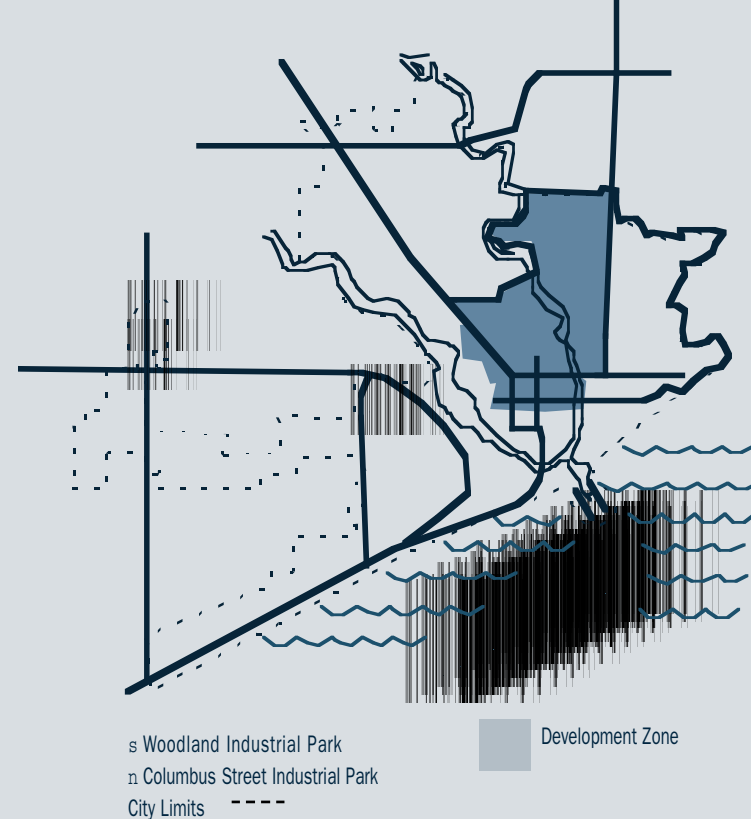 s Woodland Industrial Park
Development Zone
n Columbus Street Industrial Park
City Limits